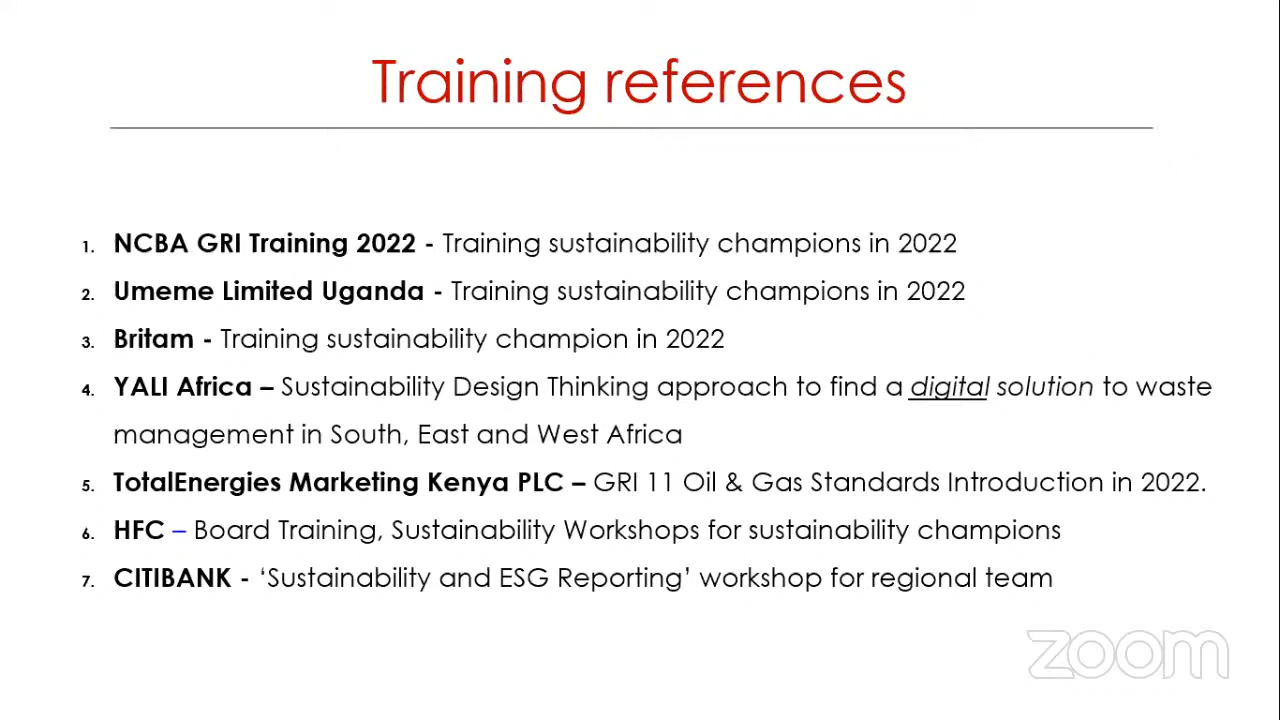 Training references
1. NCBA GRI Training 2022 - Training sustainability champions in 2022
2. Umeme Limited Uganda - Training sustainability champions in 2022
3. Britam - Training sustainability champion in 2022
4. YALI Africa – Sustainability Design Thinking approach to find a digital solution to waste
management in South, East and West Africa
5. TotalEnergies Marketing Kenya PLC – GRI 11 Oil & Gas Standards Introduction in 2022.
6. HFC – Board Training, Sustainability Workshops for sustainability champions
7. CITIBANK - ‘Sustainability and ESG Reporting’ workshop for regional team
zoom